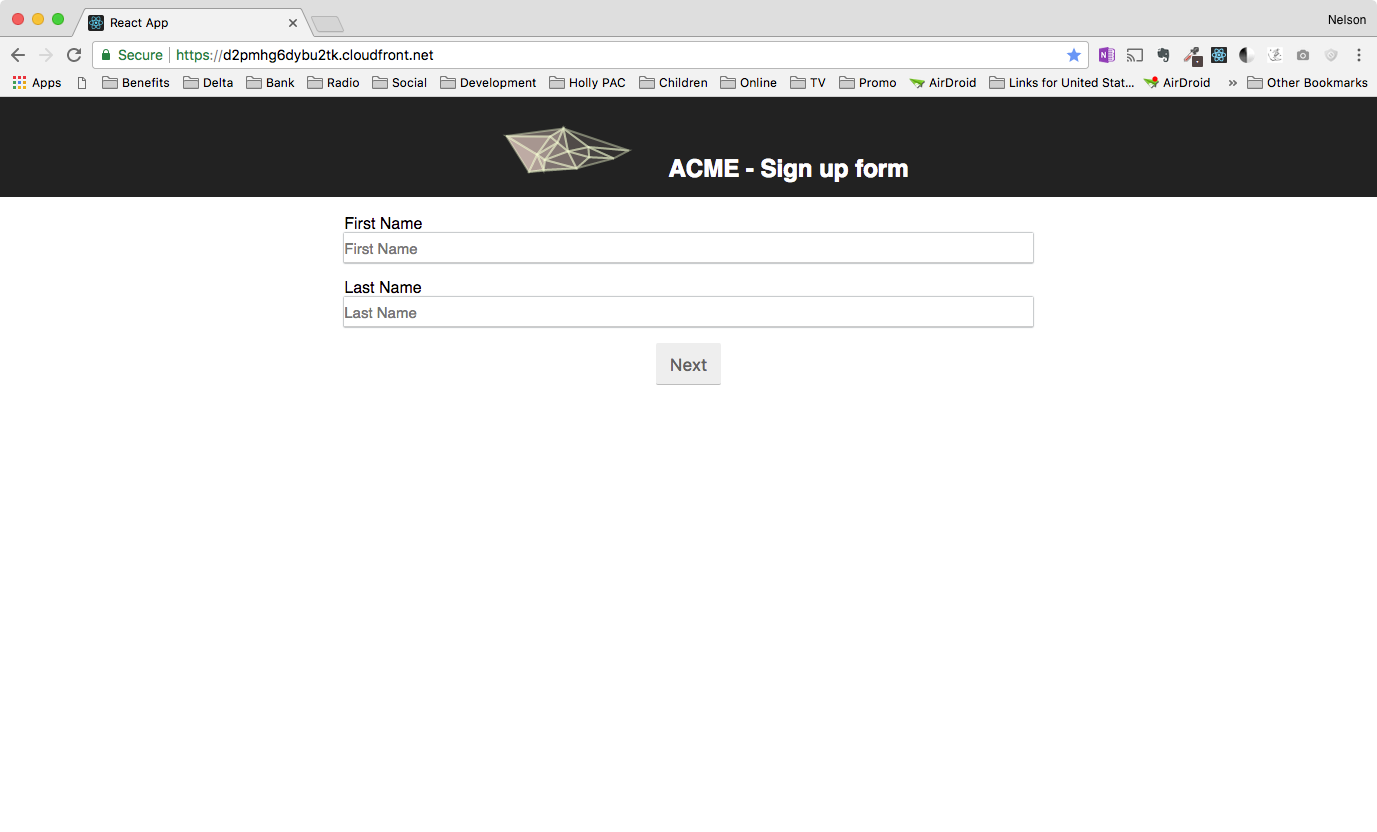 React App
Nelson
Secure https://d2pmhg6dybu2tk.cloudfront.net
Apps Benefits Delta Bank Radio Social Development Holly PAC Children Online TV Promo AirDroid Links for United Stat... AirDroid » Other Bookmarks
ACME - Sign up form
First Name
First Name
Last Name
Last Name
Next